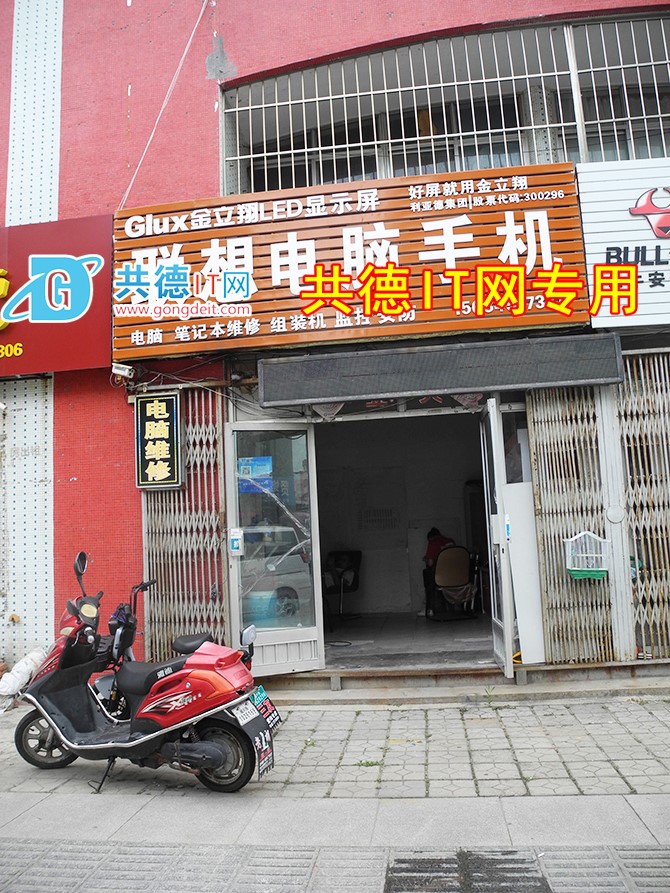 Glux金立翔LED显示屏
好屏就用金立翔
利亚德集团|股票代码:300296
联想电脑手机
共德IT网
www.gongdeit.com
共德IT网专用
电脑 笔记本维修 组装机 监控 安防
BULL
牛安
806
电脑维修